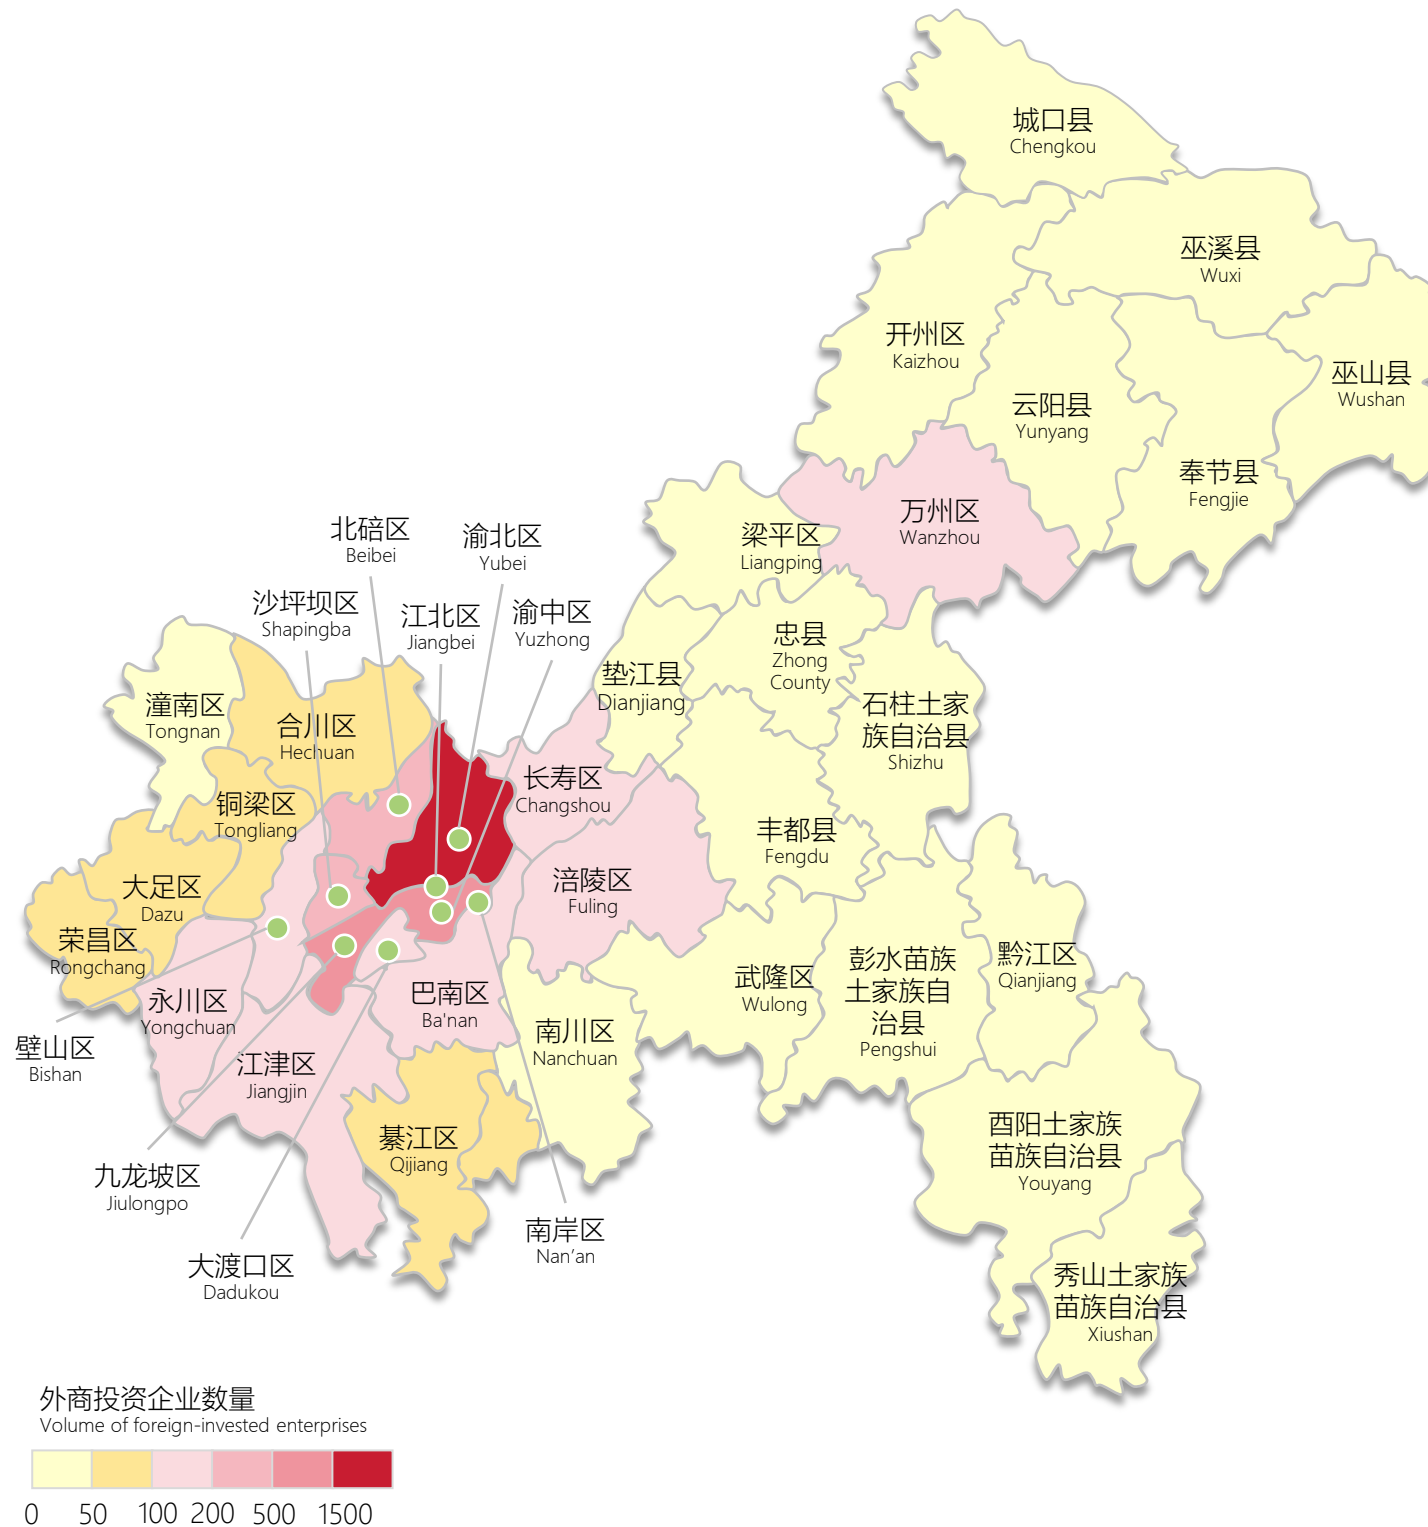 城口县
Chengkou
巫溪县
Wuxi
开州区
Kaizhou
巫山县
Wushan
云阳县
Yunyang
奉节县
Fengjie
万州区
Wanzhou
梁平区
Liangping
北碚区
Beibei
渝北区
Yubei
沙坪坝区
Shapingba
江北区
Jiangbei
渝中区
Yuzhong
忠县
Zhong
County
垫江县
Dianjiang
石柱土家
族自治县
Shizhu
潼南区
Tongnan
合川区
Hechuan
长寿区
Changshou
铜梁区
Tongliang
丰都县
Fengdu
大足区
Dazu
涪陵区
Fuling
荣昌区
Rongchang
武隆区
Wulong
彭水苗族
土家族自
治县
Pengshui
黔江区
Qianjiang
永川区
Yongchuan
巴南区
Ba'nan
南川区
Nanchuan
璧山区
Bishan
江津区
Jiangjin
綦江区
Qijiang
酉阳土家族
苗族自治县
Youyang
九龙坡区
Jiulongpo
南岸区
Nan’an
大渡口区
Dadukou
秀山土家族
苗族自治县
Xiushan
外商投资企业数量
Volume of foreign-invested enterprises
0 50 100 200 500 1500